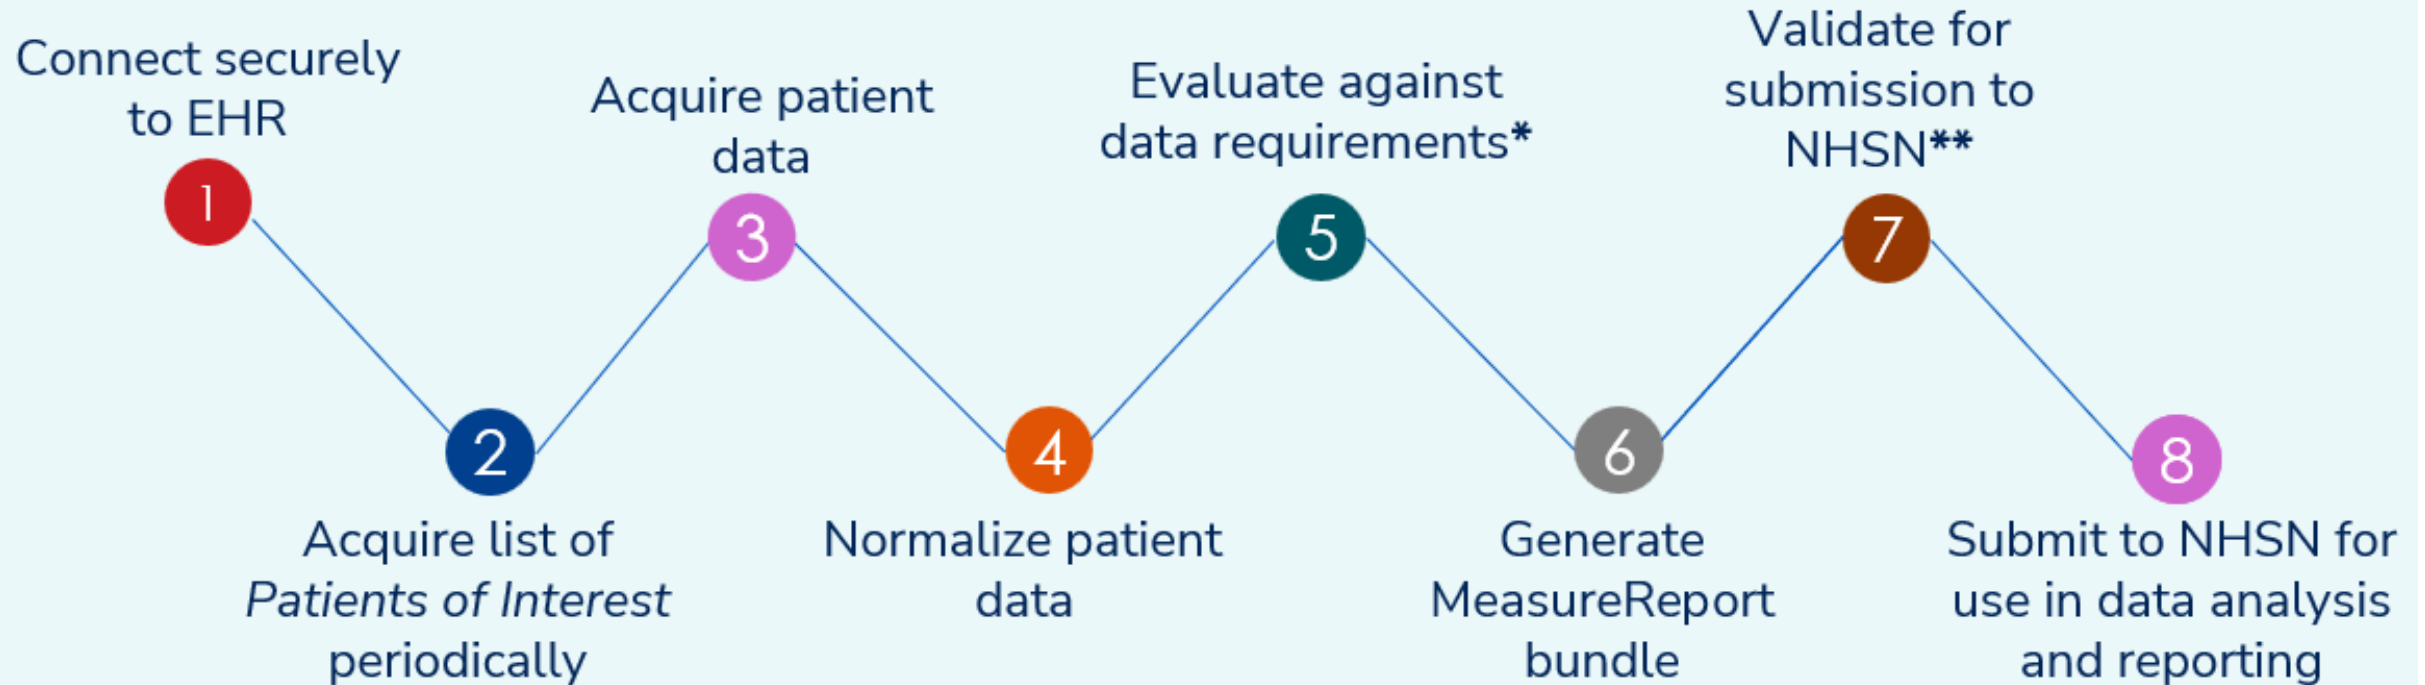 Connect securely
to EHR
1
2
Acquire list of
Patients of Interest
periodically
Acquire patient
data
3
4
Normalize patient
data
Evaluate against
data requirements*
5
6
Generate
MeasureReport
bundle
Validate for
submission to
NHSN**
7
8
Submit to NHSN for
use in data analysis
and reporting